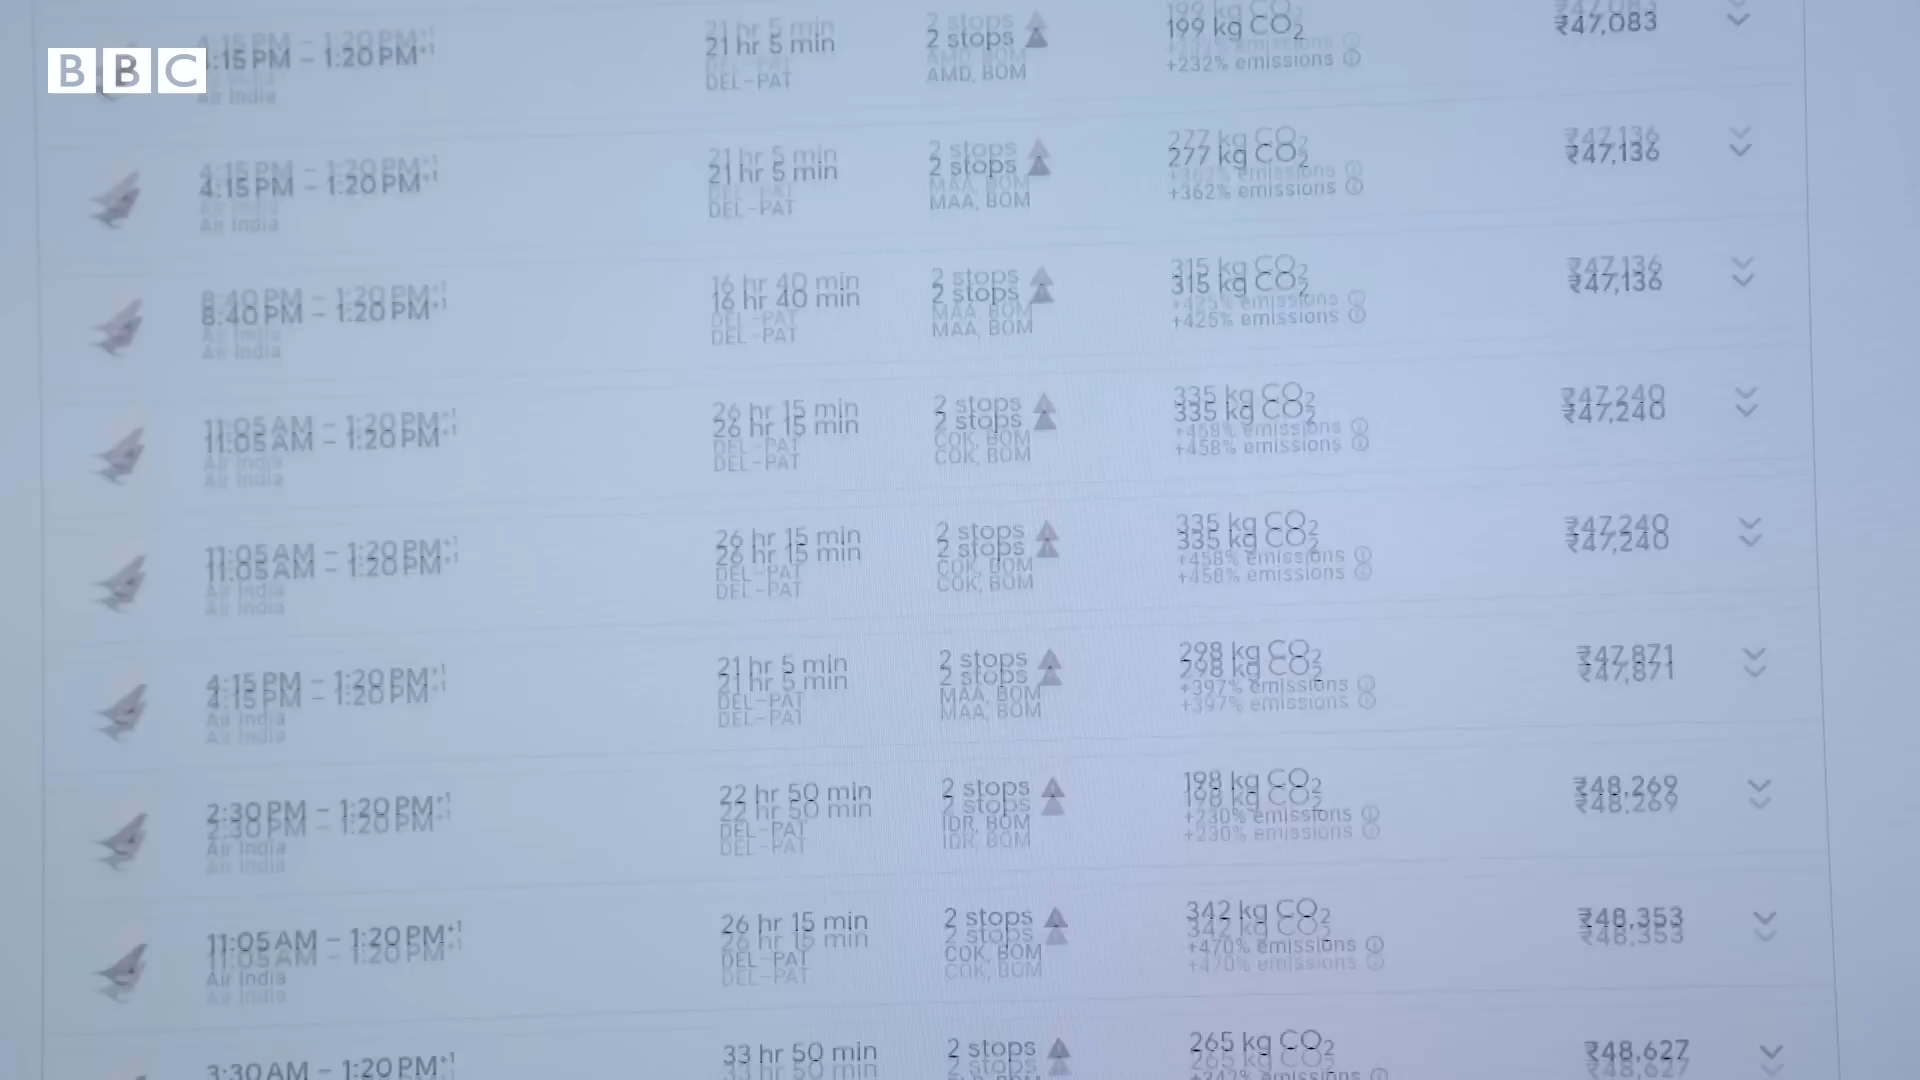 BBC
4:15 PM – 1:20 PM+1 21 hr 5 min 2 stops 199 kg CO2 ₹47,083
Air India DEL–PAT AMD, BOM +232% emissions
4:15 PM – 1:20 PM+1 21 hr 5 min 2 stops 277 kg CO2 ₹47,136
Air India DEL–PAT MAA, BOM +362% emissions
8:40 PM – 1:20 PM+1 16 hr 40 min 2 stops 315 kg CO2 ₹47,136
Air India DEL–PAT MAA, BOM +425% emissions
11:05 AM – 1:20 PM+1 26 hr 15 min 2 stops 335 kg CO2 ₹47,240
Air India DEL–PAT COK, BOM +458% emissions
11:05 AM – 1:20 PM+1 26 hr 15 min 2 stops 335 kg CO2 ₹47,240
Air India DEL–PAT COK, BOM +458% emissions
4:15 PM – 1:20 PM+1 21 hr 5 min 2 stops 298 kg CO2 ₹47,871
Air India DEL–PAT MAA, BOM +397% emissions
2:30 PM – 1:20 PM+1 22 hr 50 min 2 stops 198 kg CO2 ₹48,269
Air India DEL–PAT IDR, BOM +230% emissions
11:05 AM – 1:20 PM+1 26 hr 15 min 2 stops 342 kg CO2 ₹48,353
Air India DEL–PAT COK, BOM +470% emissions
3:30 AM – 1:20 PM+1 33 hr 50 min 2 stops 265 kg CO2 ₹48,627
+342% emissions